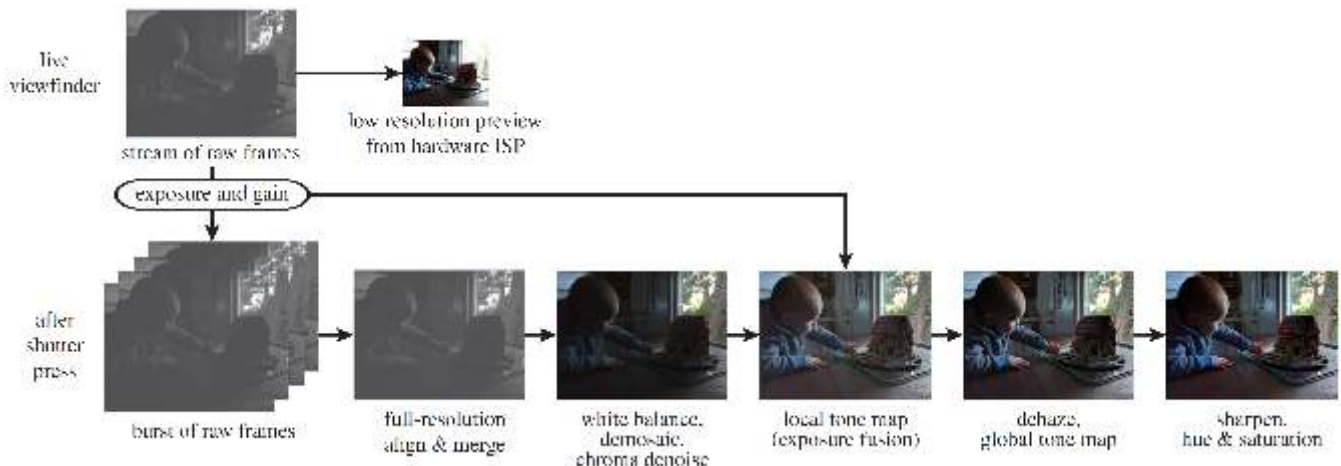 live
viewfinder
low resolution preview
from hardware ISP
stream of raw frames
exposure and gain
after
shutter
press
burst of raw frames
full-resolution
align & merge
white balance,
demosaic,
chroma denoise
local tone map
(exposure fusion)
dehaze,
global tone map
sharpen,
hue & saturation